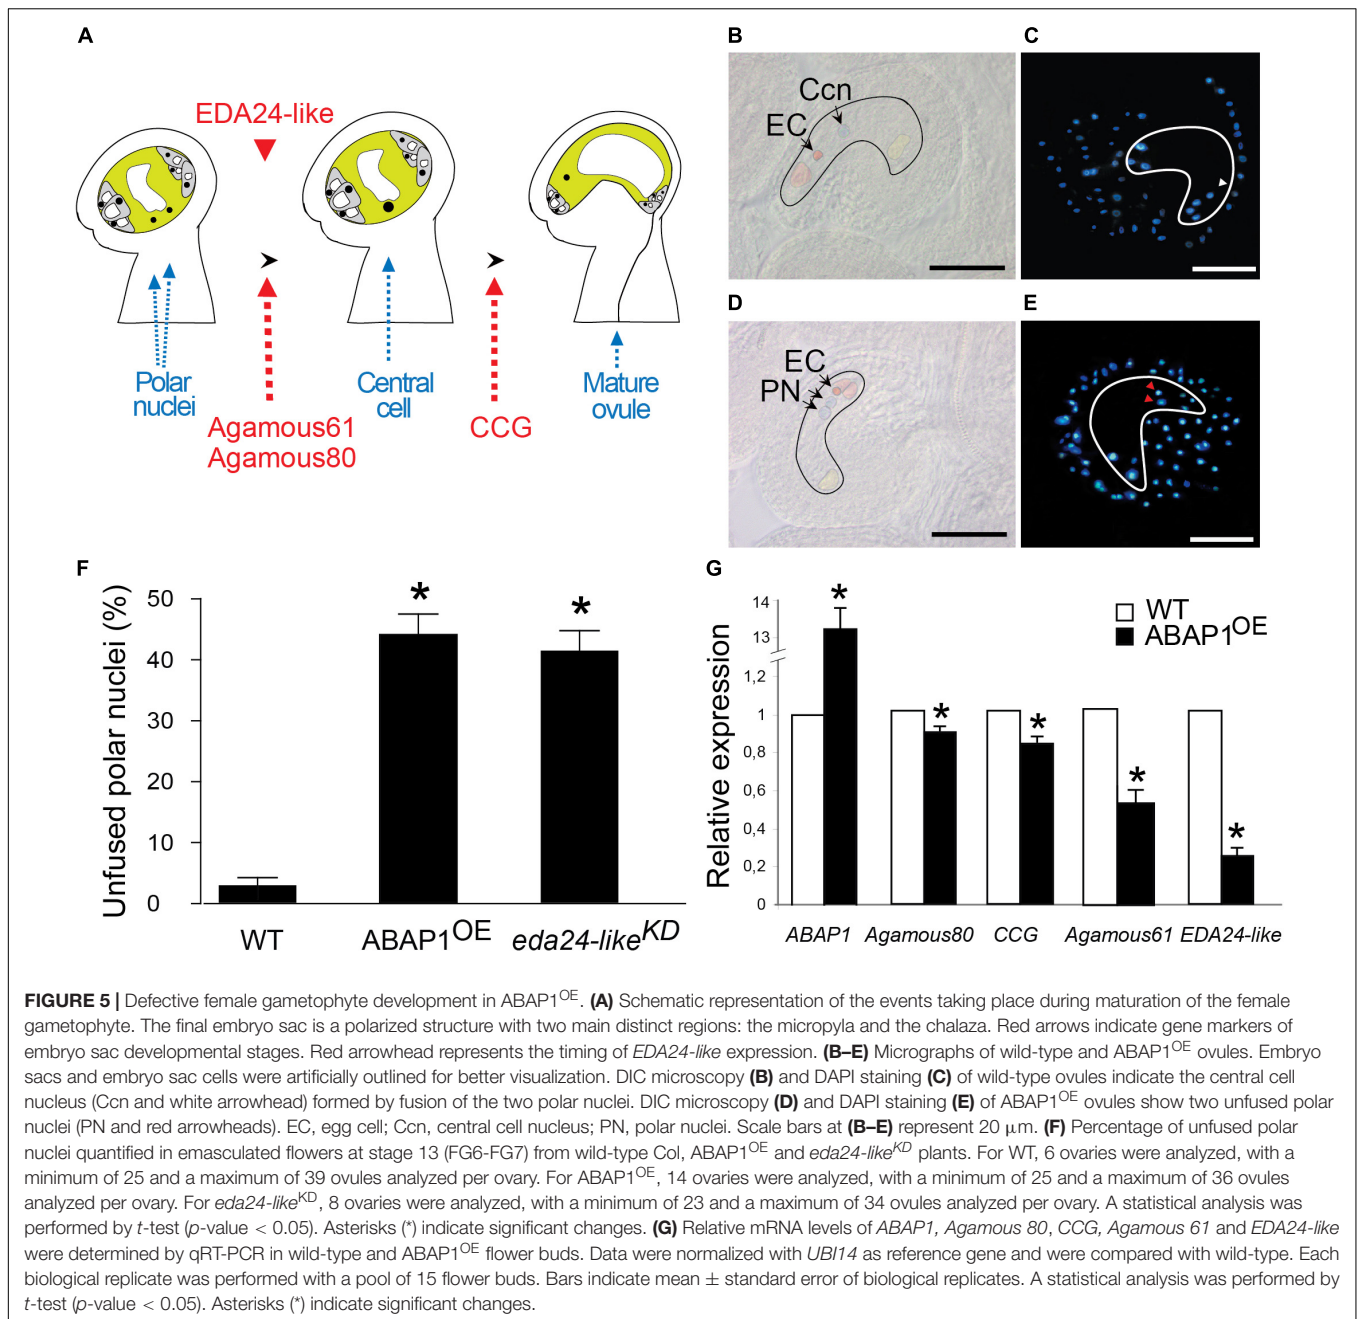 A
EDA24-like
Polar
nuclei
Central
cell
Mature
ovule
Agamous61
Agamous80
CCG
B
Ccn
EC
C
D
EC
PN
E
F
Unfused polar nuclei (%)
50
40
30
20
10
0
WT
ABAP1OE
eda24-likeKD
G
Relative expression
14
13
1,2
1
0,8
0,6
0,4
0,2
0
*
*
*
*
*
*
*
WT
ABAP1OE
ABAP1
Agamous80
CCG
Agamous61
EDA24-like
FIGURE 5 | Defective female gametophyte development in ABAP1OE. (A) Schematic representation of the events taking place during maturation of the female
gametophyte. The final embryo sac is a polarized structure with two main distinct regions: the micropyla and the chalaza. Red arrows indicate gene markers of
embryo sac developmental stages. Red arrowhead represents the timing of EDA24-like expression. (B–E) Micrographs of wild-type and ABAP1OE ovules. Embryo
sacs and embryo sac cells were artificially outlined for better visualization. DIC microscopy (B) and DAPI staining (C) of wild-type ovules indicate the central cell
nucleus (Ccn and white arrowhead) formed by fusion of the two polar nuclei. DIC microscopy (D) and DAPI staining (E) of ABAP1OE ovules show two unfused polar
nuclei (PN and red arrowheads). EC, egg cell; Ccn, central cell nucleus; PN, polar nuclei. Scale bars at (B–E) represent 20 μm. (F) Percentage of unfused polar
nuclei quantified in emasculated flowers at stage 13 (FG6-FG7) from wild-type Col, ABAP1OE and eda24-likeKD plants. For WT, 6 ovaries were analyzed, with a
minimum of 25 and a maximum of 39 ovules analyzed per ovary. For ABAP1OE, 14 ovaries were analyzed, with a minimum of 25 and a maximum of 36 ovules
analyzed per ovary. For eda24-likeKD, 8 ovaries were analyzed, with a minimum of 23 and a maximum of 34 ovules analyzed per ovary. A statistical analysis was
performed by t-test (p-value < 0.05). Asterisks (*) indicate significant changes. (G) Relative mRNA levels of ABAP1, Agamous 80, CCG, Agamous 61 and EDA24-like
were determined by qRT-PCR in wild-type and ABAP1OE flower buds. Data were normalized with UBI14 as reference gene and were compared with wild-type. Each
biological replicate was performed with a pool of 15 flower buds. Bars indicate mean ± standard error of biological replicates. A statistical analysis was performed by
t-test (p-value < 0.05). Asterisks (*) indicate significant changes.